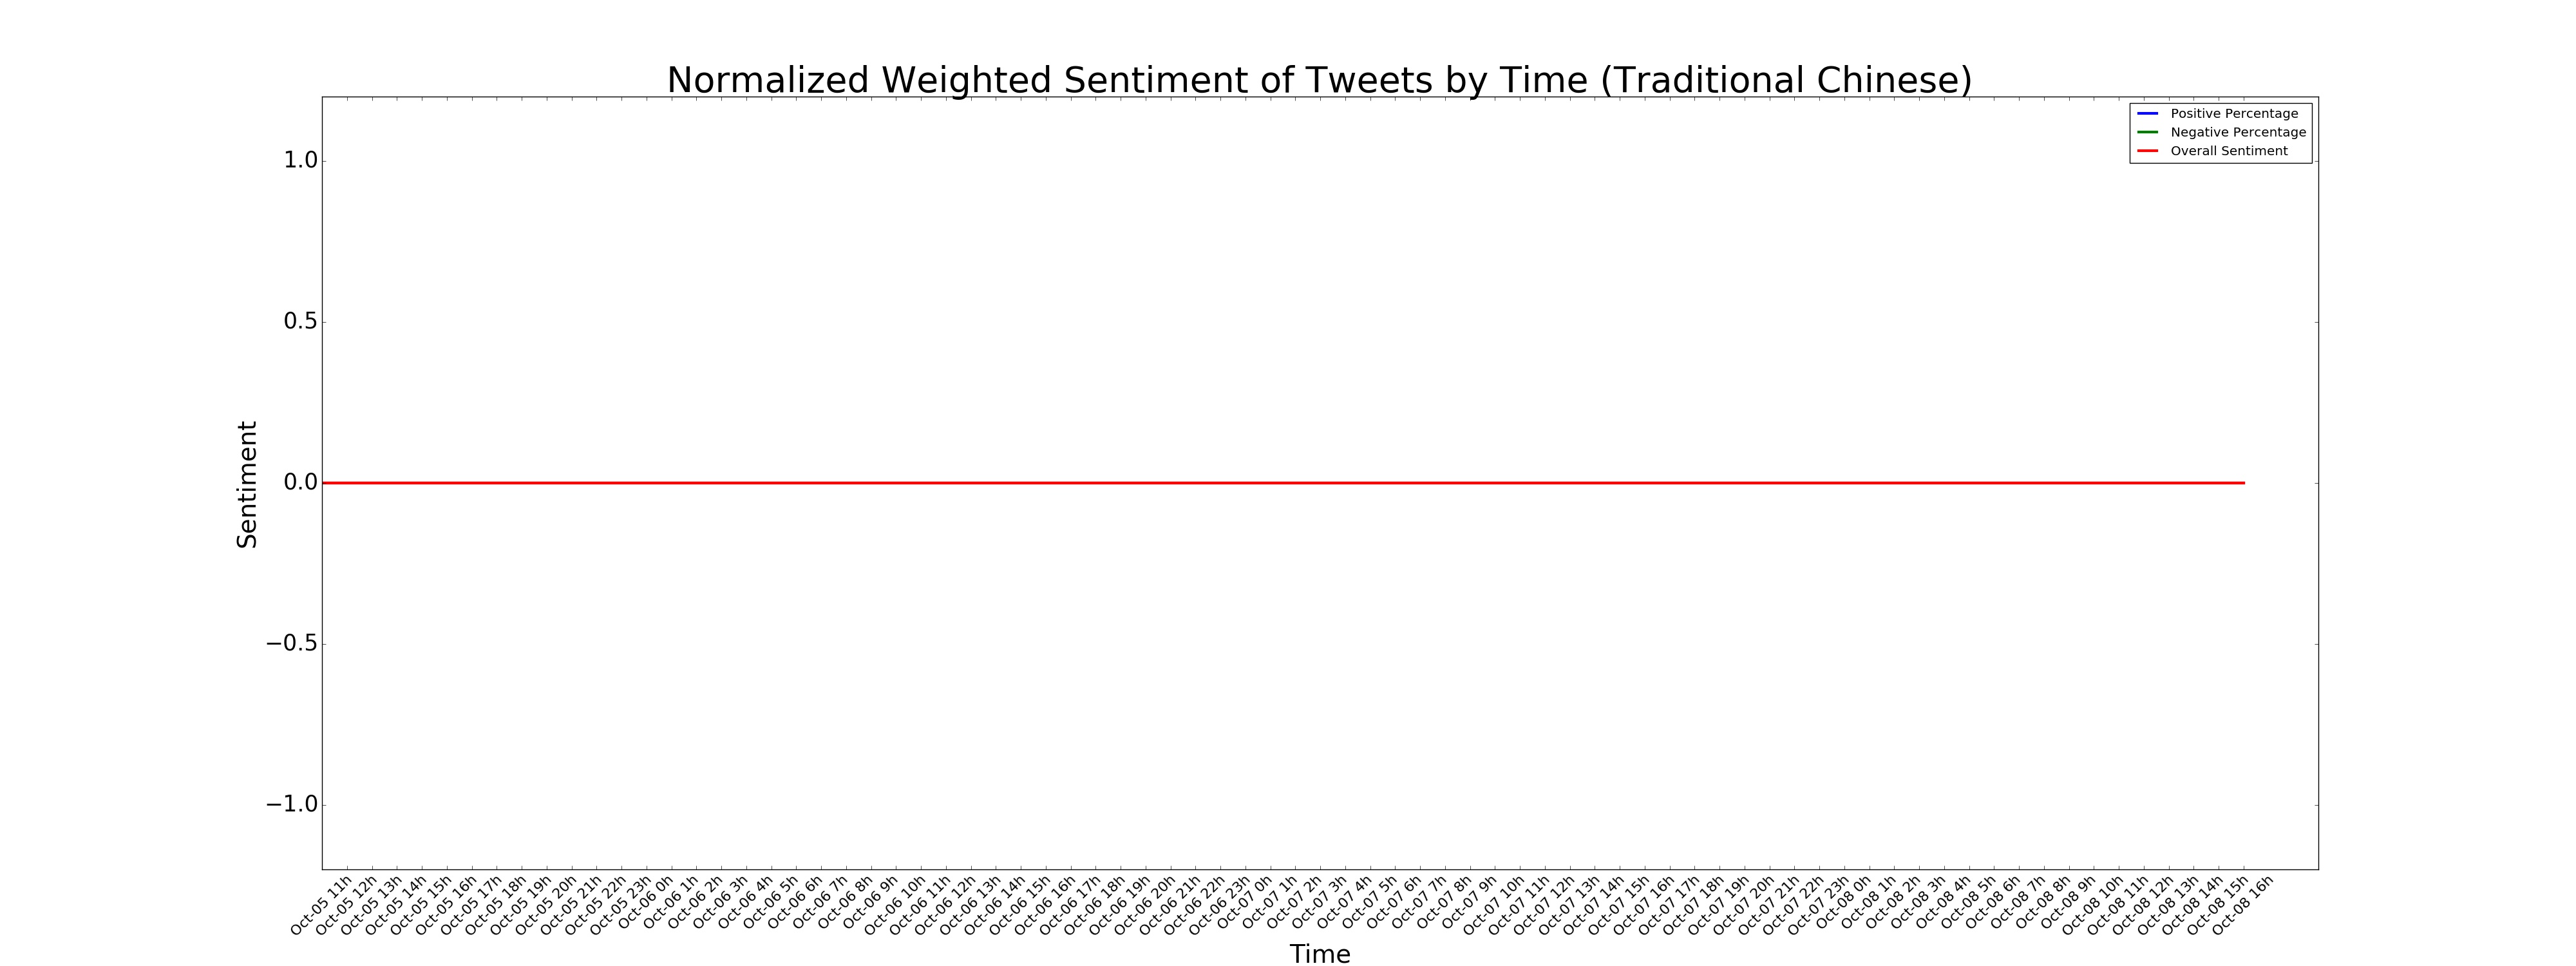 Normalized Weighted Sentiment of Tweets by Time (Traditional Chinese)
Positive Percentage
Negative Percentage
Overall Sentiment
1.0
0.5
0.0
−0.5
−1.0
Sentiment
Oct-05 11h
Oct-05 12h
Oct-05 13h
Oct-05 14h
Oct-05 15h
Oct-05 16h
Oct-05 17h
Oct-05 18h
Oct-05 19h
Oct-05 20h
Oct-05 21h
Oct-05 22h
Oct-05 23h
Oct-06 0h
Oct-06 1h
Oct-06 2h
Oct-06 3h
Oct-06 4h
Oct-06 5h
Oct-06 6h
Oct-06 7h
Oct-06 8h
Oct-06 9h
Oct-06 10h
Oct-06 11h
Oct-06 12h
Oct-06 13h
Oct-06 14h
Oct-06 15h
Oct-06 16h
Oct-06 17h
Oct-06 18h
Oct-06 19h
Oct-06 20h
Oct-06 21h
Oct-06 22h
Oct-06 23h
Oct-07 0h
Oct-07 1h
Oct-07 2h
Oct-07 3h
Oct-07 4h
Oct-07 5h
Oct-07 6h
Oct-07 7h
Oct-07 8h
Oct-07 9h
Oct-07 10h
Oct-07 11h
Oct-07 12h
Oct-07 13h
Oct-07 14h
Oct-07 15h
Oct-07 16h
Oct-07 17h
Oct-07 18h
Oct-07 19h
Oct-07 20h
Oct-07 21h
Oct-07 22h
Oct-07 23h
Oct-08 0h
Oct-08 1h
Oct-08 2h
Oct-08 3h
Oct-08 4h
Oct-08 5h
Oct-08 6h
Oct-08 7h
Oct-08 8h
Oct-08 9h
Oct-08 10h
Oct-08 11h
Oct-08 12h
Oct-08 13h
Oct-08 14h
Oct-08 15h
Oct-08 16h
Time